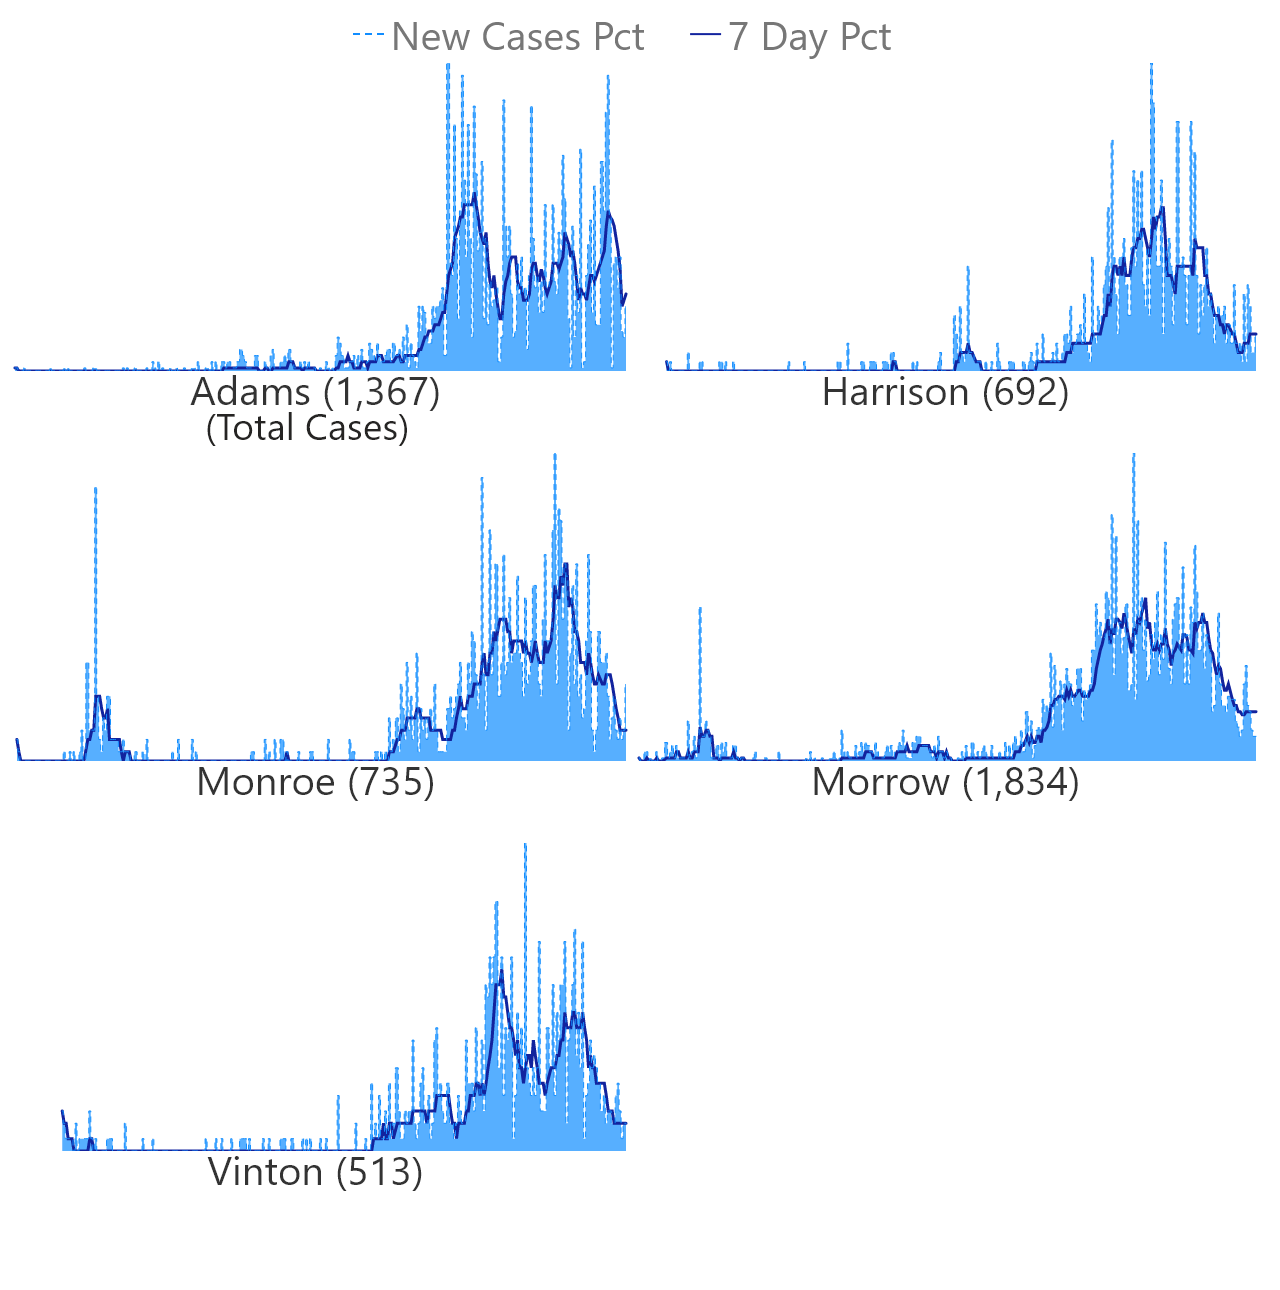 New Cases Pct 7 Day Pct
Adams (1,367)
(Total Cases)
Harrison (692)
Monroe (735)
Morrow (1,834)
Vinton (513)